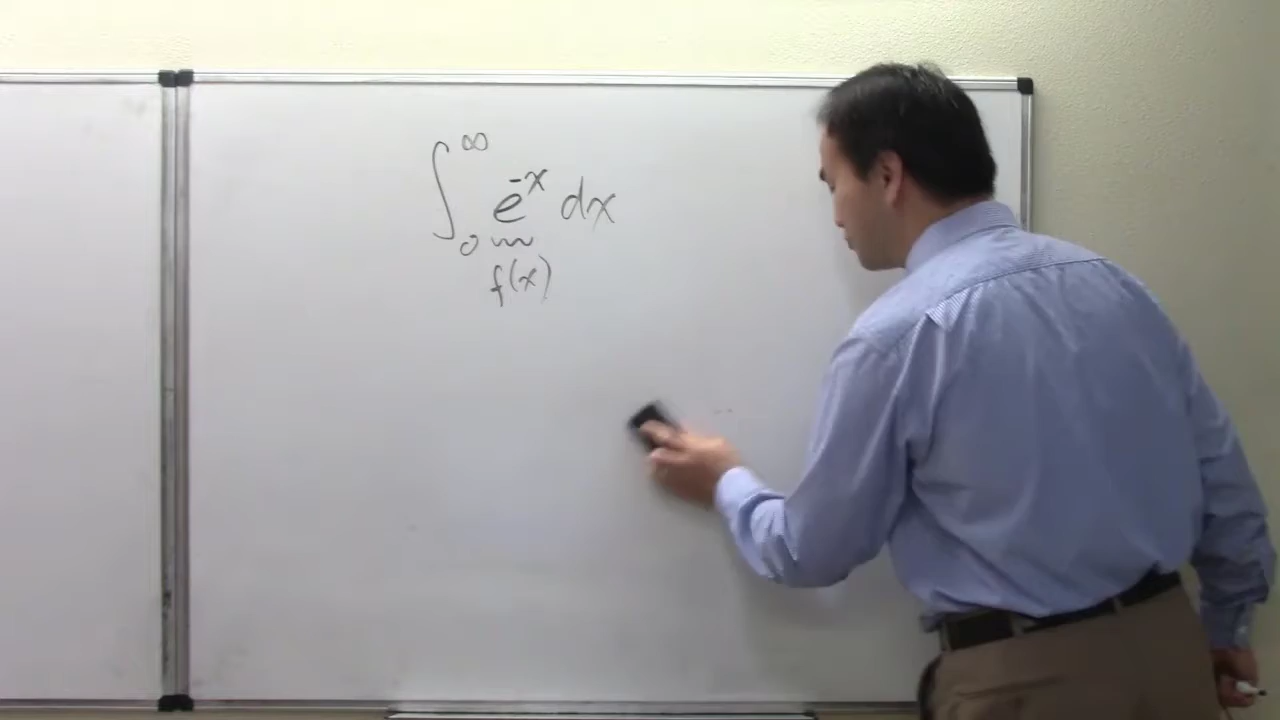 ∫₀^∞ e^{-x} dx
f(x)